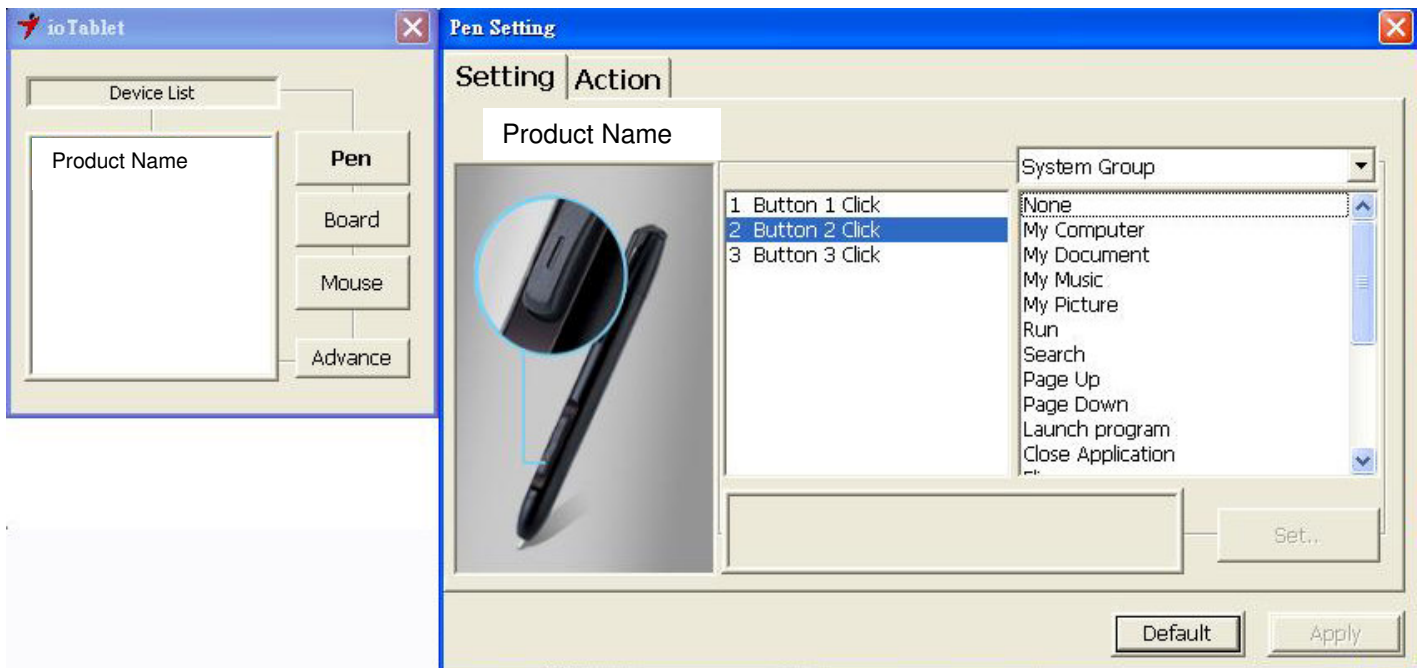 ioTablet
Device List
Product Name
Pen
Board
Mouse
Advance
Pen Setting
Setting
Action
Product Name
System Group
1 Button 1 Click
2 Button 2 Click
3 Button 3 Click
None
My Computer
My Document
My Music
My Picture
Run
Search
Page Up
Page Down
Launch program
Close Application
Set..
Default
Apply